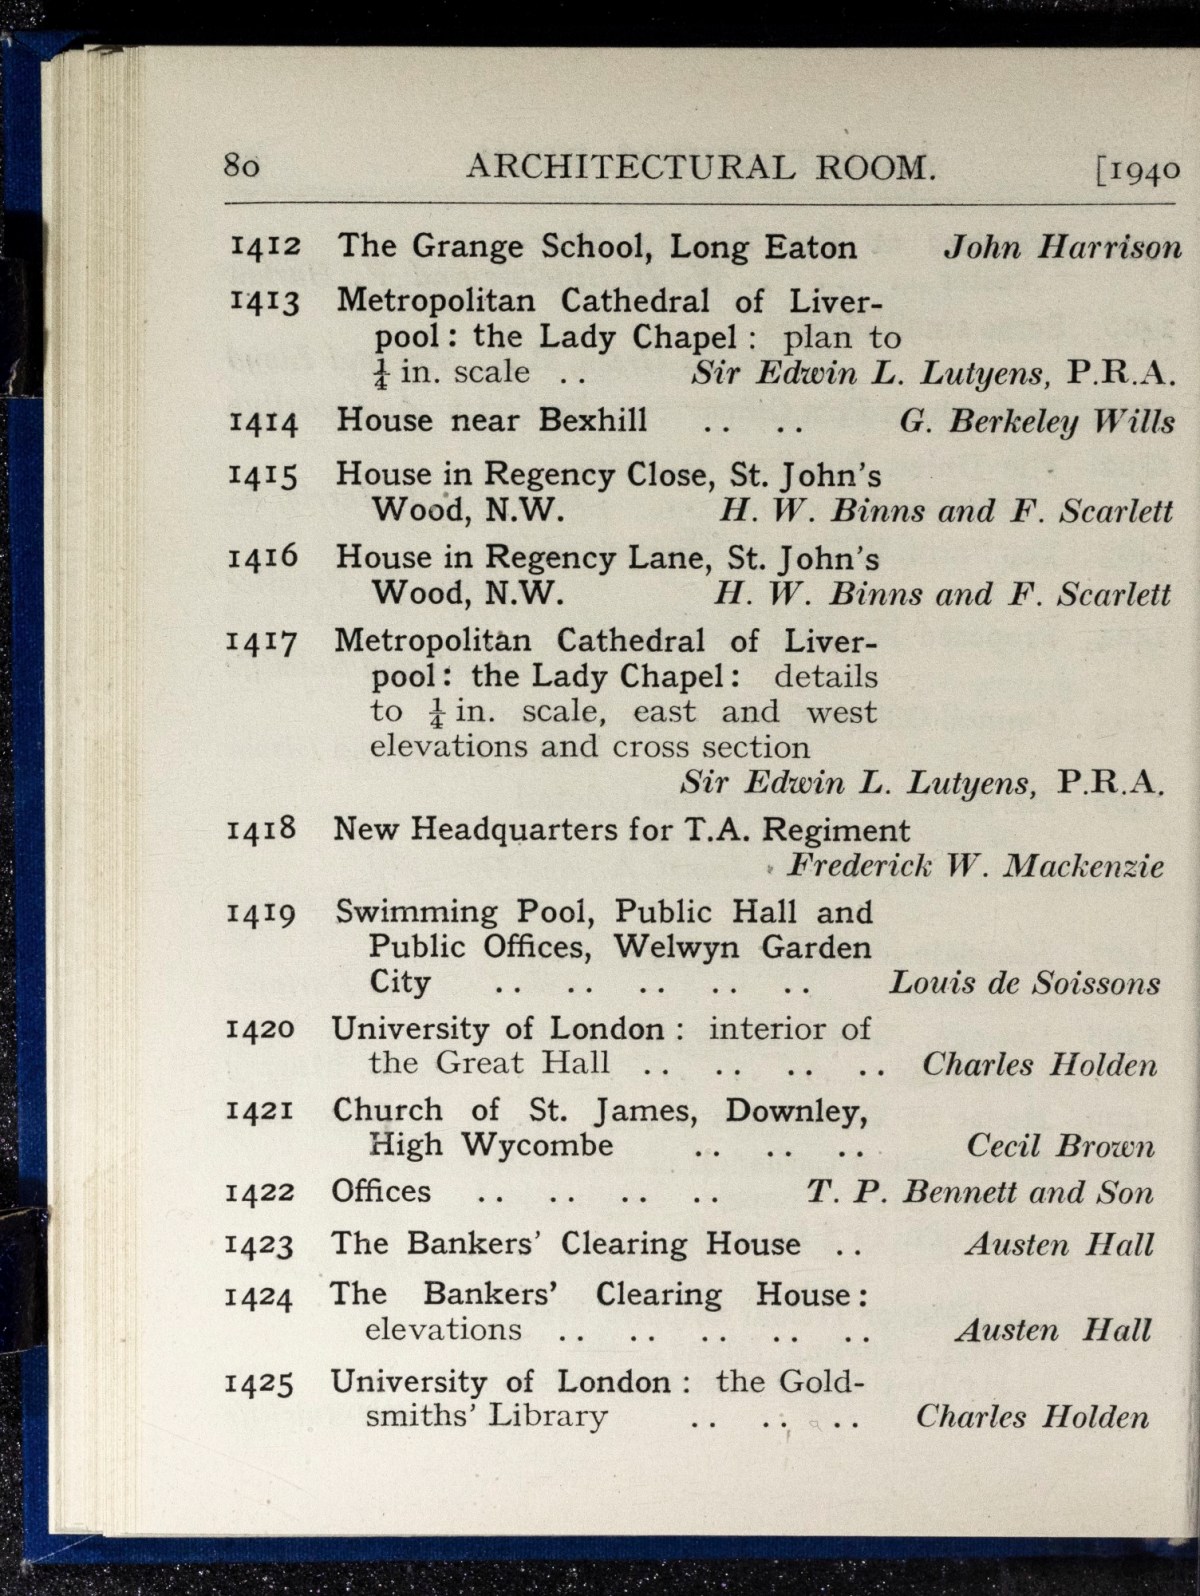 80 ARCHITECTURAL ROOM. [1940
1412 The Grange School, Long Eaton John Harrison
1413 Metropolitan Cathedral of Liver-
pool : the Lady Chapel : plan to
¼ in. scale .. Sir Edwin L. Lutyens, P.R.A.
1414 House near Bexhill .. .. G. Berkeley Wills
1415 House in Regency Close, St. John's
Wood, N.W. H. W. Binns and F. Scarlett
1416 House in Regency Lane, St. John's
Wood, N.W. H. W. Binns and F. Scarlett
1417 Metropolitan Cathedral of Liver-
pool : the Lady Chapel : details
to ¼ in. scale, east and west
elevations and cross section
Sir Edwin L. Lutyens, P.R.A.
1418 New Headquarters for T.A. Regiment
Frederick W. Mackenzie
1419 Swimming Pool, Public Hall and
Public Offices, Welwyn Garden
City .. .. .. .. .. Louis de Soissons
1420 University of London : interior of
the Great Hall .. .. .. .. Charles Holden
1421 Church of St. James, Downley,
High Wycombe .. .. .. Cecil Brown
1422 Offices .. .. .. .. T. P. Bennett and Son
1423 The Bankers' Clearing House .. Austen Hall
1424 The Bankers' Clearing House :
elevations .. .. .. .. .. Austen Hall
1425 University of London : the Gold-
smiths' Library .. .. .. Charles Holden